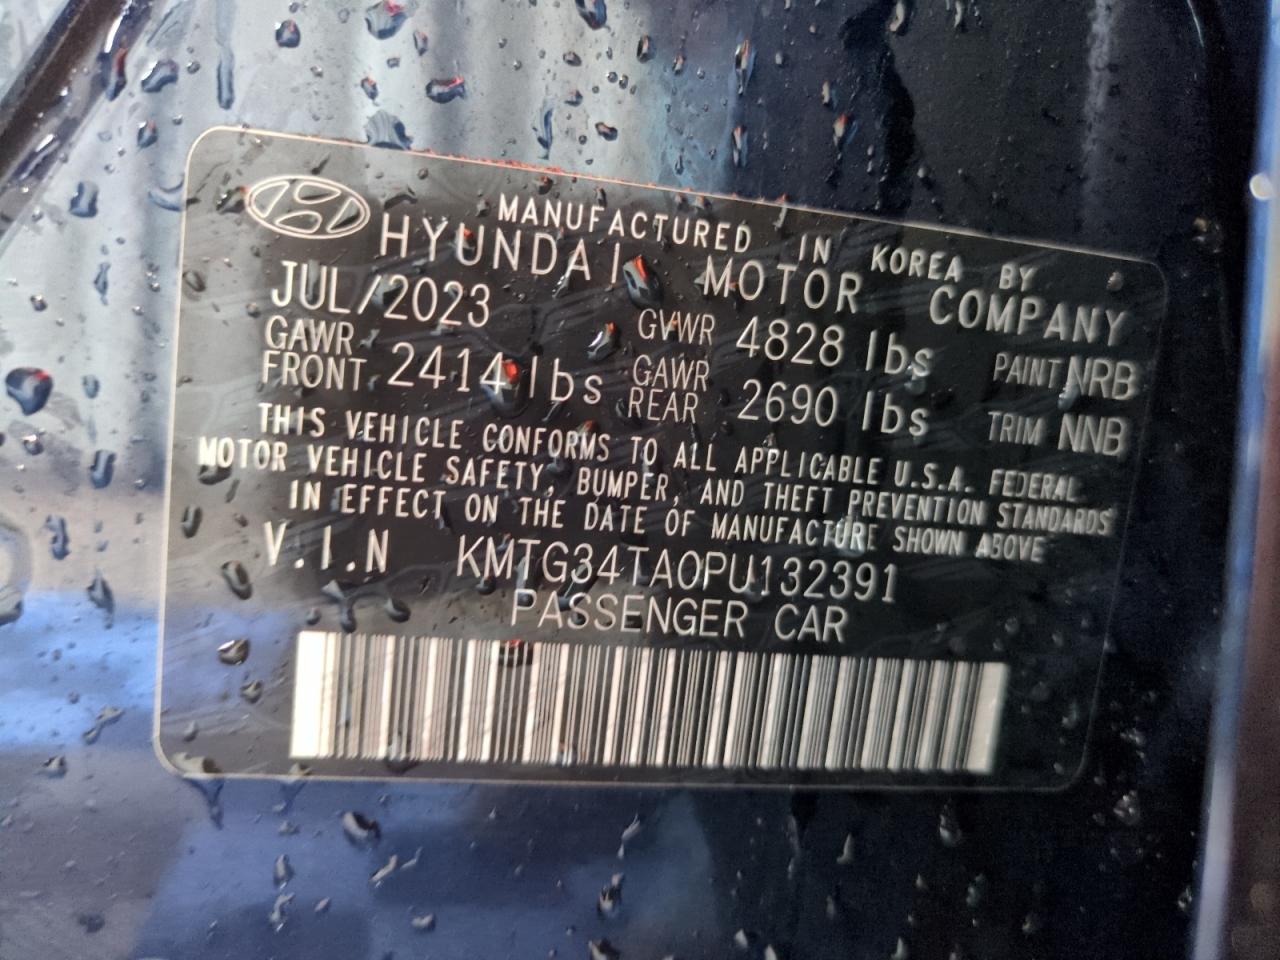 MANUFACTURED IN KOREA BY
HYUNDAI MOTOR COMPANY
JUL/2023 GVWR 4828 lbs PAINT NRB
GAWR FRONT 2414 lbs GAWR REAR 2690 lbs TRIM NNB
THIS VEHICLE CONFORMS TO ALL APPLICABLE U.S.A. FEDERAL
MOTOR VEHICLE SAFETY, BUMPER, AND THEFT PREVENTION STANDARDS
IN EFFECT ON THE DATE OF MANUFACTURE SHOWN ABOVE
V.I.N KMTG34TA0PU132391
PASSENGER CAR